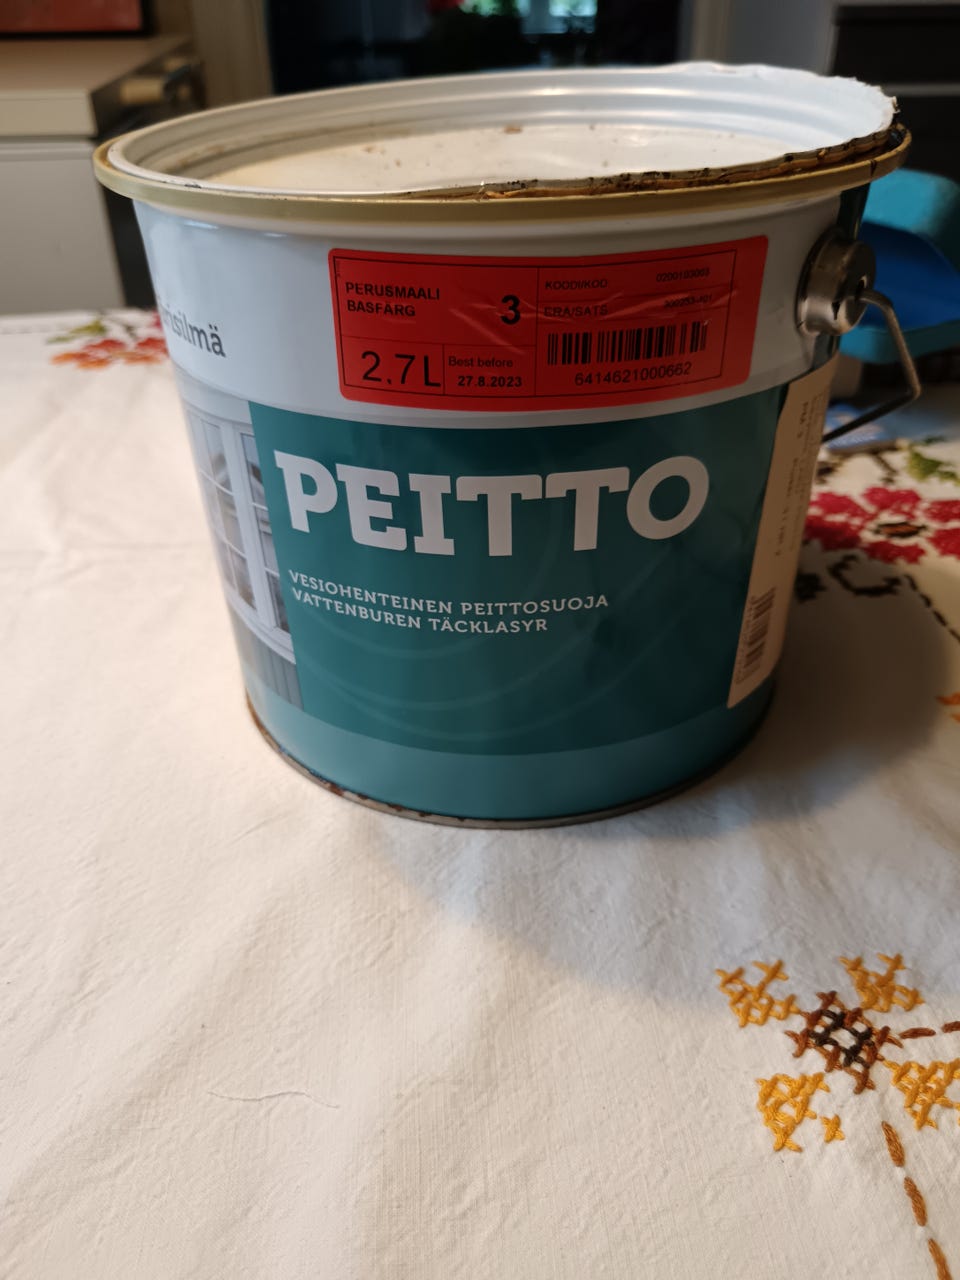 PERUSMAALI
BASFÄRG
3
KOODI/KOD
0200103003
ERÄ/SATS
2,7L
Best before
27.8.2023
6414621000662
silmä
PEITTO
VESIOHENTEINEN PEITTOSUOJA
VATTENBUREN TÄCKLASYR